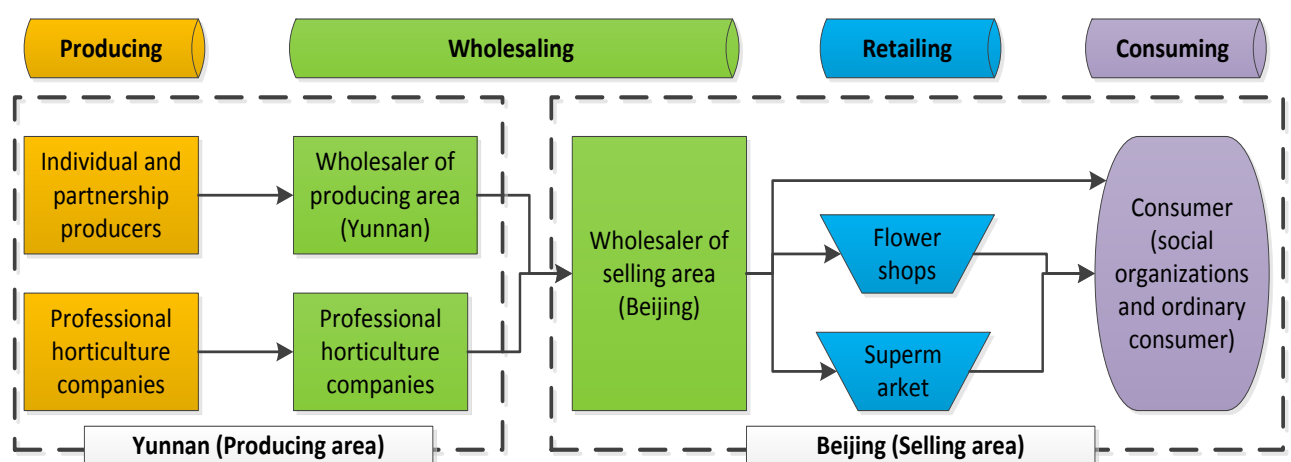 Producing
Wholesaling
Retailing
Consuming
Individual and
partnership
producers
Wholesaler of
producing area
(Yunnan)
Professional
horticulture
companies
Professional
horticulture
companies
Wholesaler of
selling area
(Beijing)
Flower
shops
Superm
arket
Consumer
(social
organizations
and ordinary
consumer)
Yunnan (Producing area)
Beijing (Selling area)